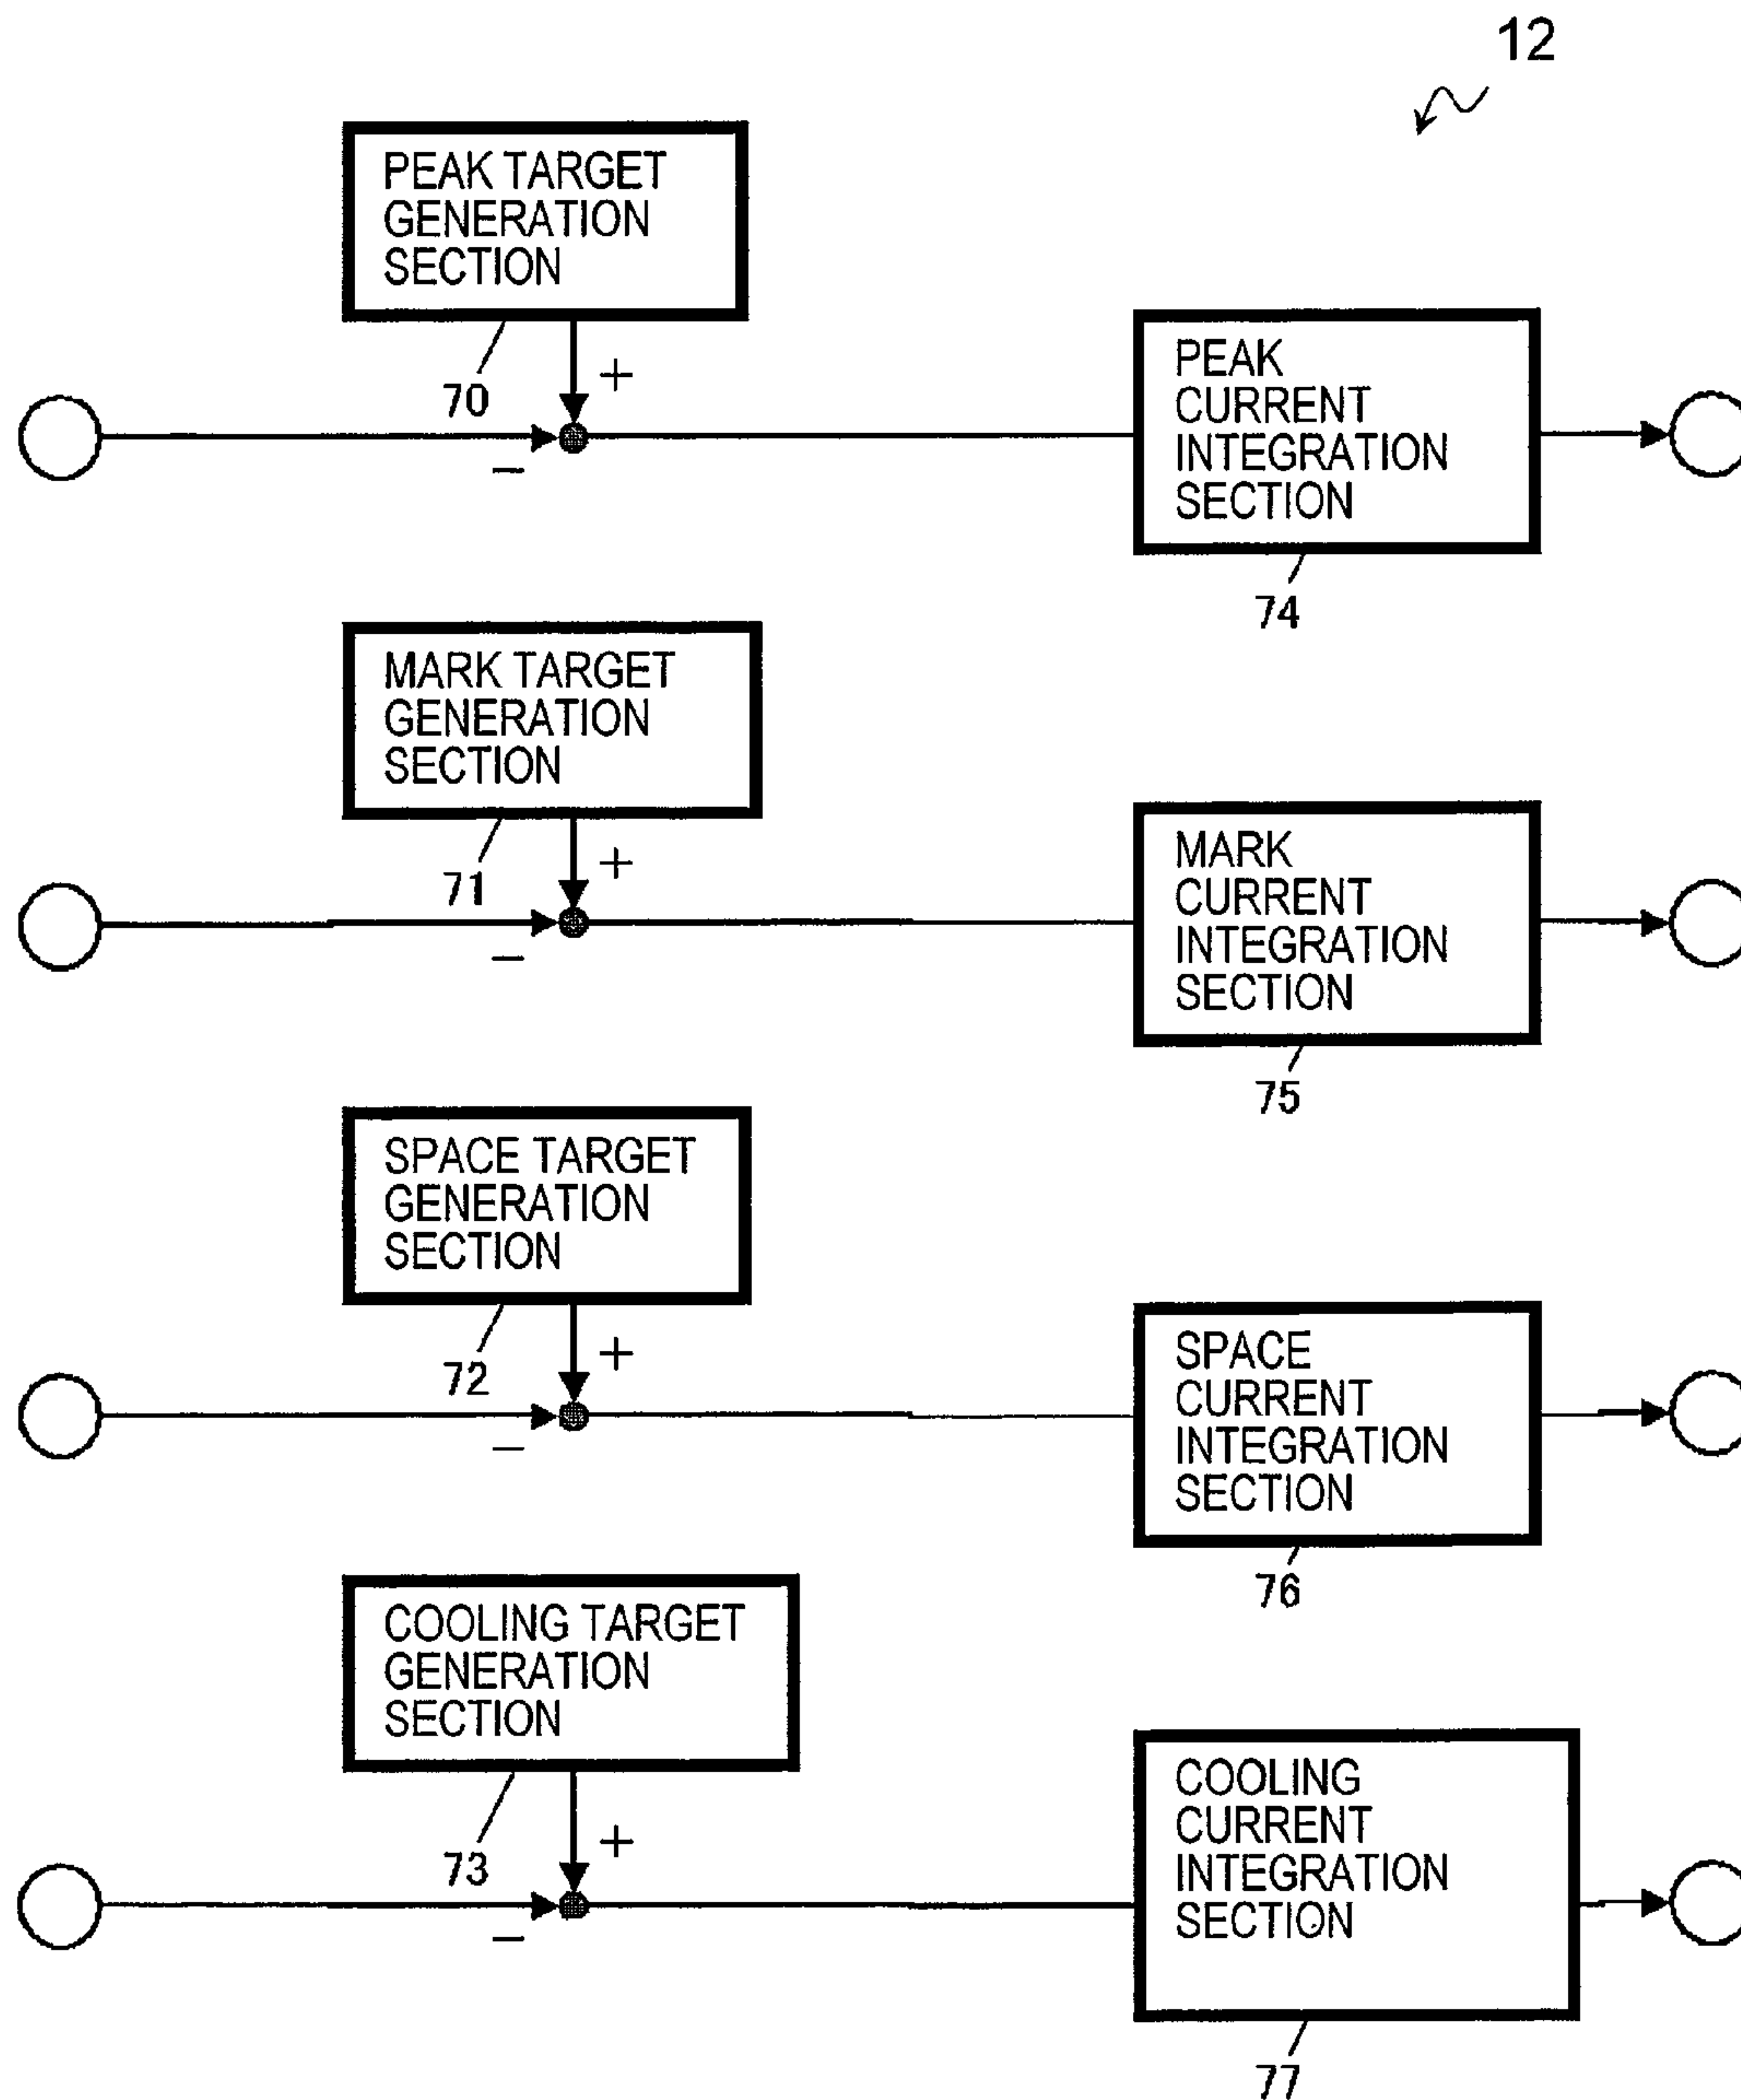 12
PEAK TARGET
GENERATION
SECTION
70
+
−
PEAK
CURRENT
INTEGRATION
SECTION
74
MARK TARGET
GENERATION
SECTION
71
+
−
MARK
CURRENT
INTEGRATION
SECTION
75
SPACE TARGET
GENERATION
SECTION
72
+
−
SPACE
CURRENT
INTEGRATION
SECTION
76
COOLING TARGET
GENERATION
SECTION
73
+
−
COOLING
CURRENT
INTEGRATION
SECTION
77